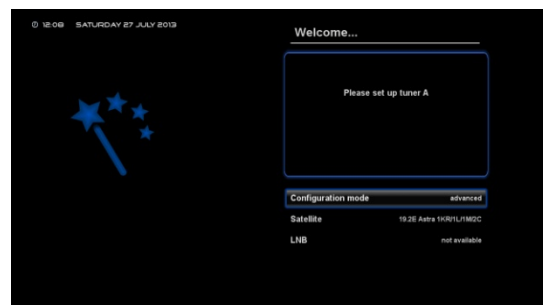 12:08 SATURDAY 27 JULY 2013
Welcome...
Please set up tuner A
Configuration mode advanced
Satellite 19.2E Astra 1KR/1L/1M/2C
LNB not available